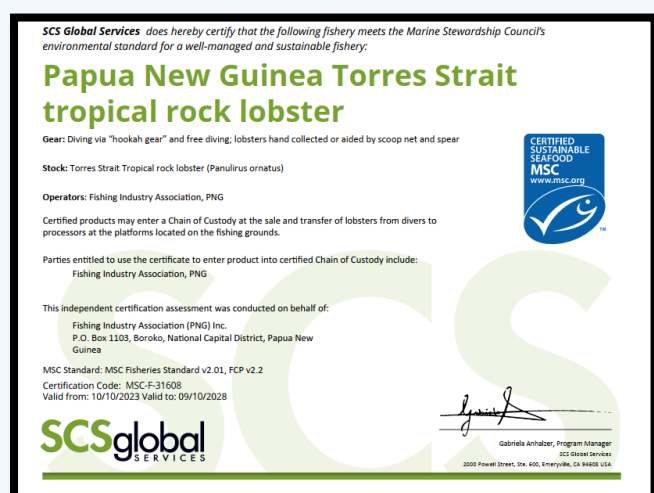 SCS Global Services does hereby certify that the following fishery meets the Marine Stewardship Council's
environmental standard for a well-managed and sustainable fishery:
Papua New Guinea Torres Strait
tropical rock lobster
Gear: Diving via "hookah gear" and free diving; lobsters hand collected or aided by scoop net and spear
Stock: Torres Strait Tropical rock lobster (Panulirus ornatus)
Operators: Fishing Industry Association, PNG
Certified products may enter a Chain of Custody at the sale and transfer of lobsters from divers to
processors at the platforms located on the fishing grounds.
CERTIFIED
SUSTAINABLE
SEAFOOD
MSC
www.msc.org
TM
Parties entitled to use the certificate to enter product into certified Chain of Custody include:
Fishing Industry Association, PNG
This independent certification assessment was conducted on behalf of:
Fishing Industry Association (PNG) Inc.
P.O. Box 1103, Boroko, National Capital District, Papua New
Guinea
MSC Standard: MSC Fisheries Standard v2.01, FCP v2.2
Certification Code: MSC-F-31608
Valid from: 10/10/2023 Valid to: 09/10/2028
SCS
SCSglobal
SERVICES
Gabriela Anhalzer, Program Manager
SCS Global Services
2000 Powell Street, Ste. 600, Emeryville, CA 94608 USA